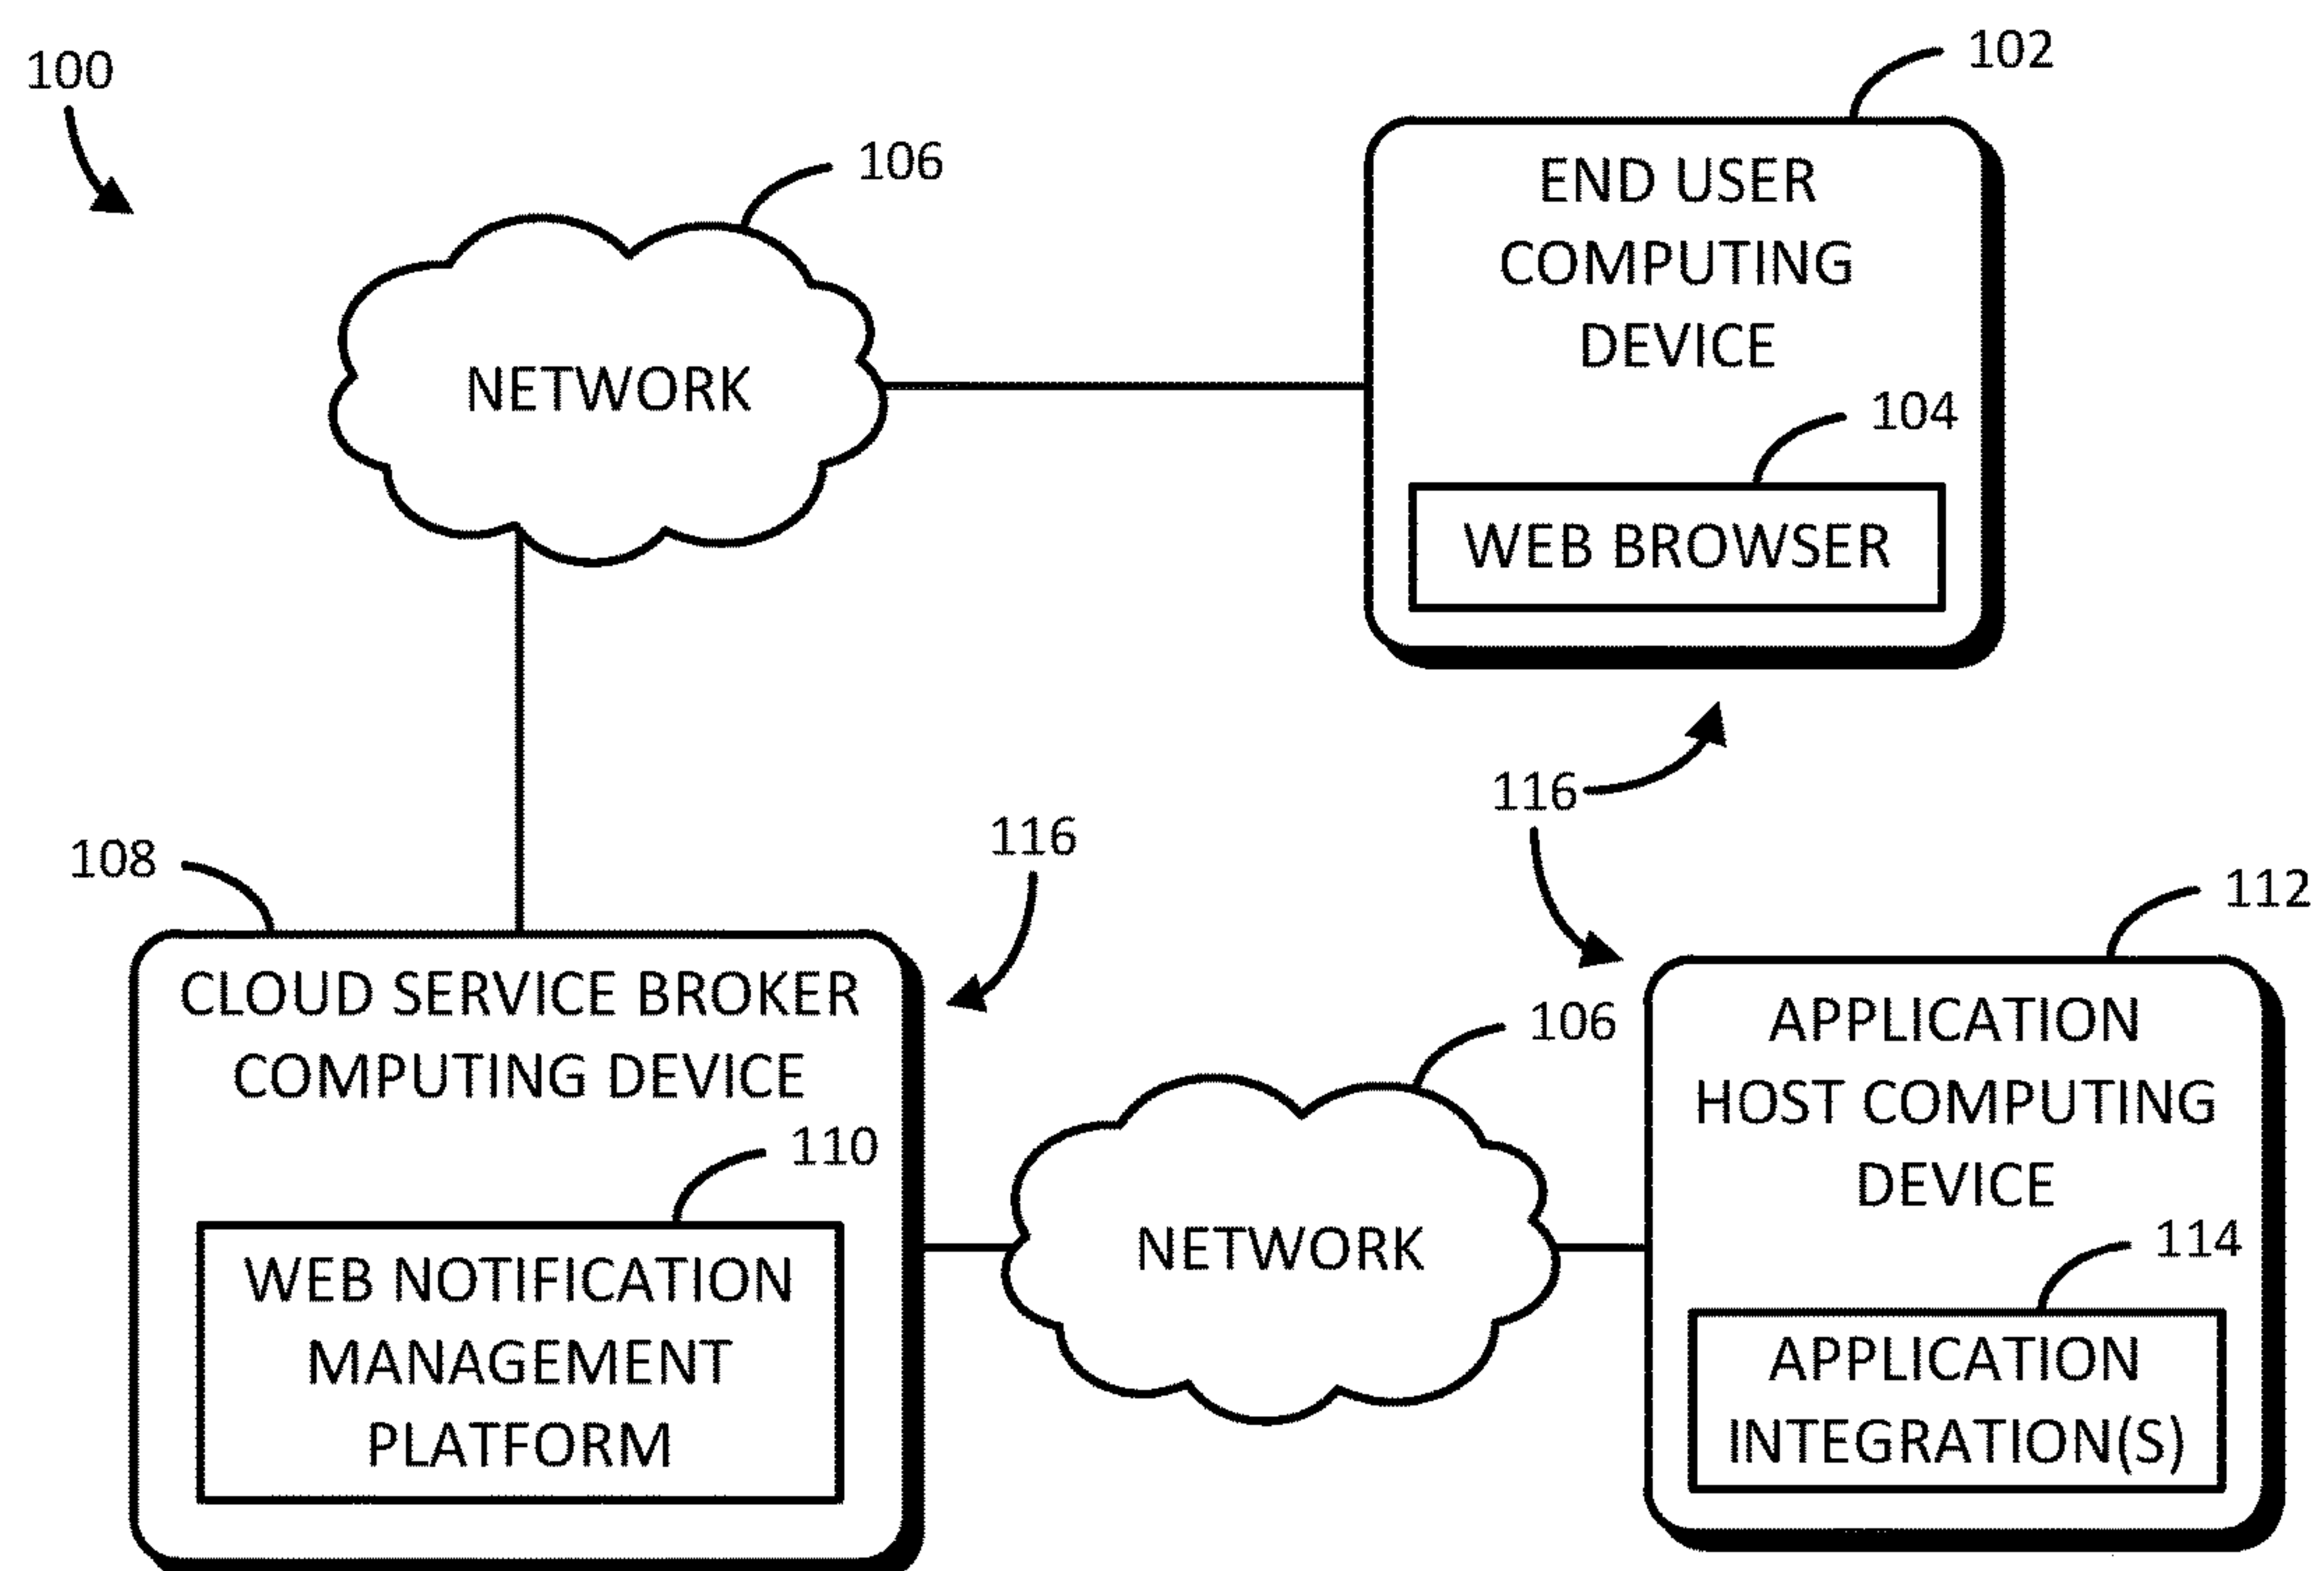 100
102
106
END USER
COMPUTING
DEVICE
NETWORK
104
WEB BROWSER
116
116
108
112
CLOUD SERVICE BROKER
COMPUTING DEVICE
106
APPLICATION
HOST COMPUTING
DEVICE
110
NETWORK
114
WEB NOTIFICATION
MANAGEMENT
PLATFORM
APPLICATION
INTEGRATION(S)